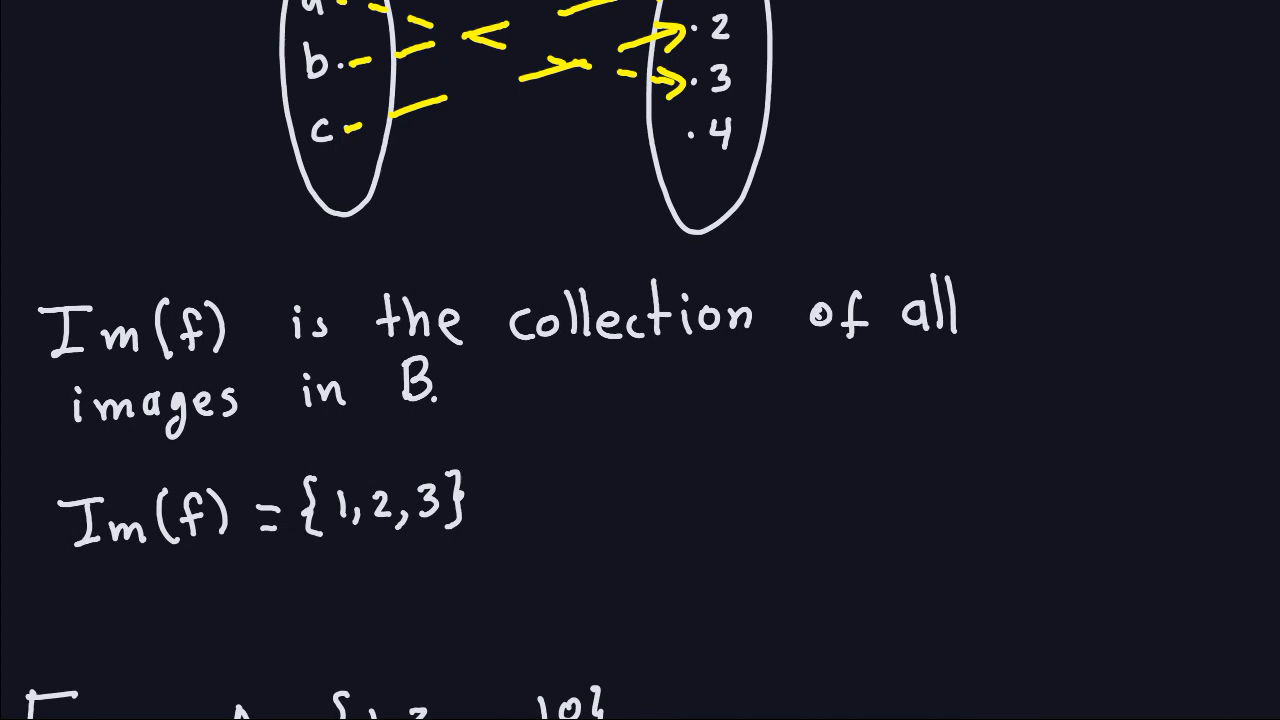 a
b.
.2
.3
c
.4
Im(f) is the collection of all
images in B.
Im(f) = {1,2,3}